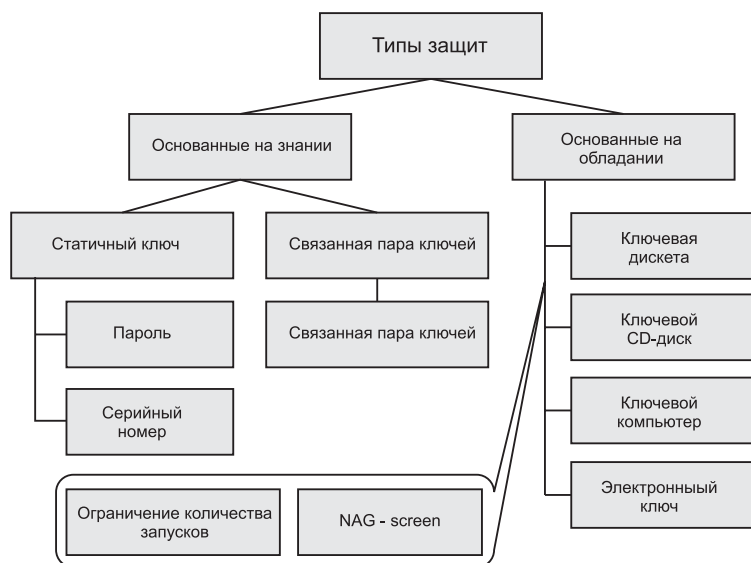 Типы защит
Основанные на знании
Основанные на
обладании
Статичный ключ
Связанная пара ключей
Ключевая
дискета
Пароль
Связанная пара ключей
Ключевой
CD-диск
Серийный
номер
Ключевой
компьютер
Ограничение количества
запусков
NAG - screen
Электронныый
ключ